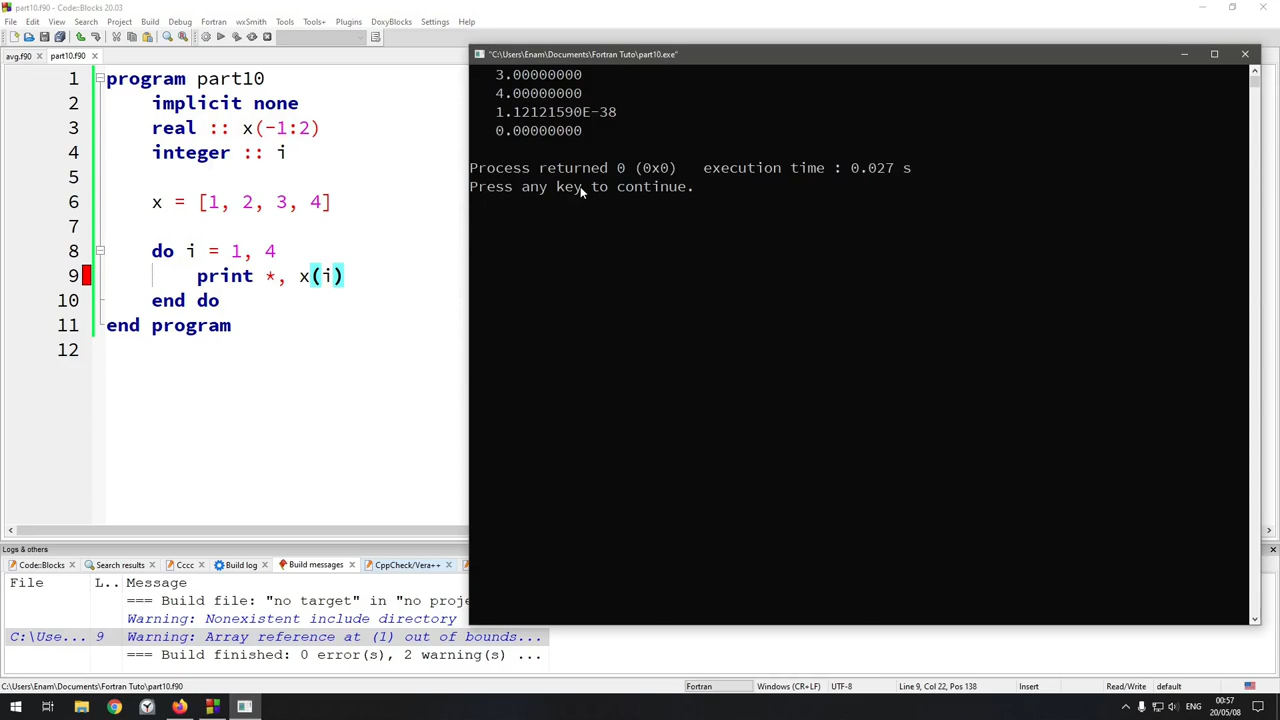 part10.f90 - Code::Blocks 20.03
File Edit View Search Project Build Debug Fortran wxSmith Tools Tools+ Plugins DoxyBlocks Settings Help
avg.f90 part10.f90
"C:\Users\Enam\Documents\Fortran Tuto\part10.exe"
1 program part10
2 implicit none
3 real :: x(-1:2)
4 integer :: i
5
6 x = [1, 2, 3, 4]
7
8 do i = 1, 4
9 print *, x(i)
10 end do
11 end program
12
3.00000000
4.00000000
1.12121590E-38
0.00000000
Process returned 0 (0x0) execution time : 0.027 s
Press any key to continue.
Logs & others
Code::Blocks Search results Cccc Build log Build messages CppCheck/Vera++
File L.. Message
=== Build file: "no target" in "no proje
Warning: Nonexistent include directory
C:\Use... 9 Warning: Array reference at (1) out of bounds...
=== Build finished: 0 error(s), 2 warning(s) ...
C:\Users\Enam\Documents\Fortran Tuto\part10.f90 Fortran Windows (CR+LF) UTF-8 Line 9, Col 22, Pos 138 Insert Read/Write default
ENG 00:57
20/05/08